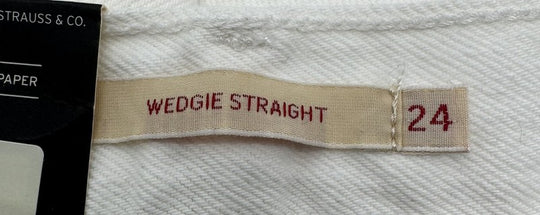 STRAUSS & CO.
PAPER
WEDGIE STRAIGHT
24